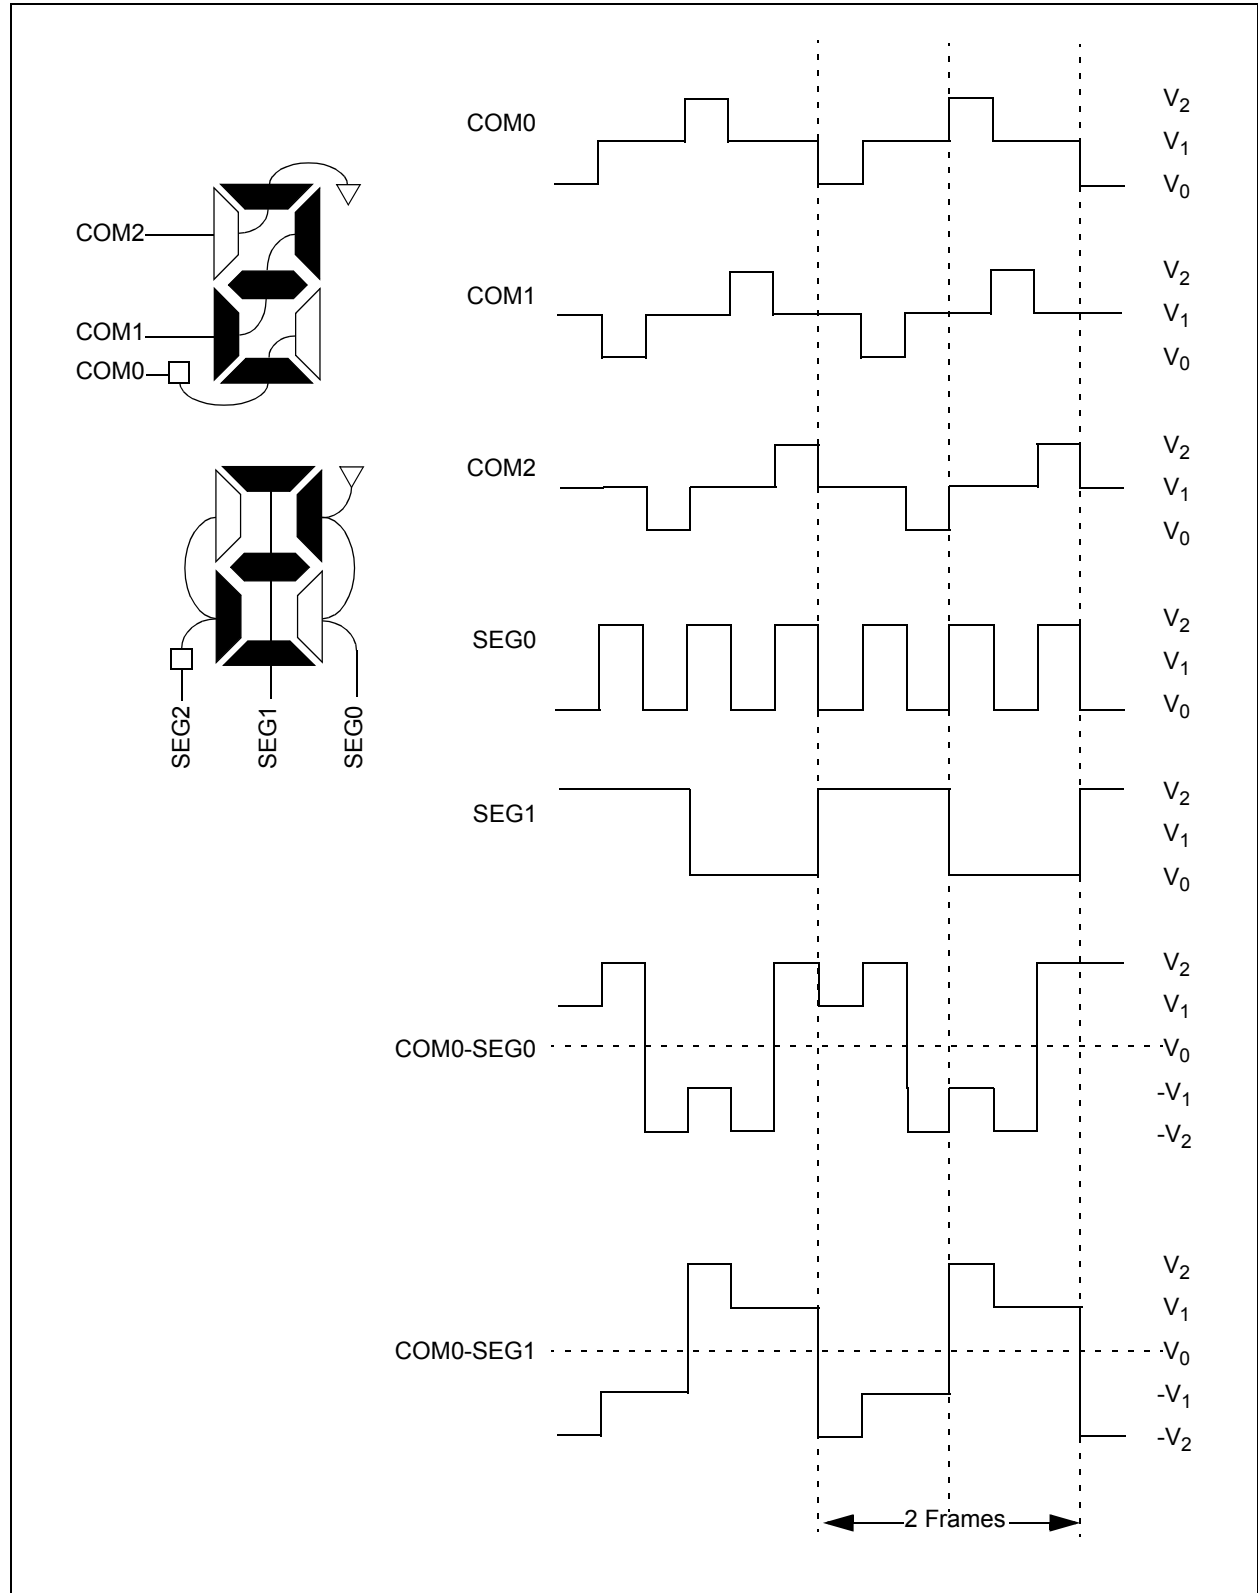 COM0
V2
V1
V0
COM2
COM1
COM0
COM1
V2
V1
V0
COM2
V2
V1
V0
SEG0
V2
V1
V0
SEG2
SEG1
SEG0
SEG1
V2
V1
V0
COM0-SEG0
V2
V1
V0
-V1
-V2
COM0-SEG1
V2
V1
V0
-V1
-V2
2 Frames